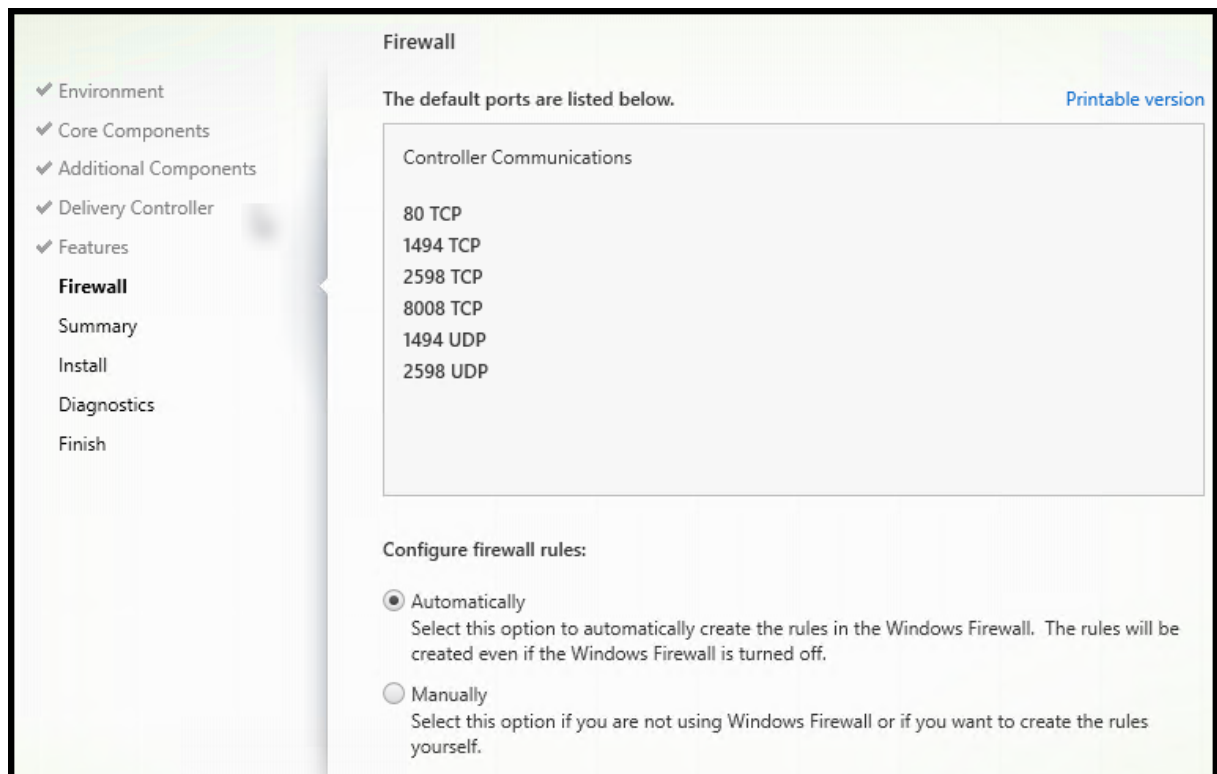 Firewall
Environment
Core Components
Additional Components
Delivery Controller
Features
Firewall
Summary
Install
Diagnostics
Finish
The default ports are listed below.
Printable version
Controller Communications
80 TCP
1494 TCP
2598 TCP
8008 TCP
1494 UDP
2598 UDP
Configure firewall rules:
Automatically
Select this option to automatically create the rules in the Windows Firewall. The rules will be
created even if the Windows Firewall is turned off.
Manually
Select this option if you are not using Windows Firewall or if you want to create the rules
yourself.